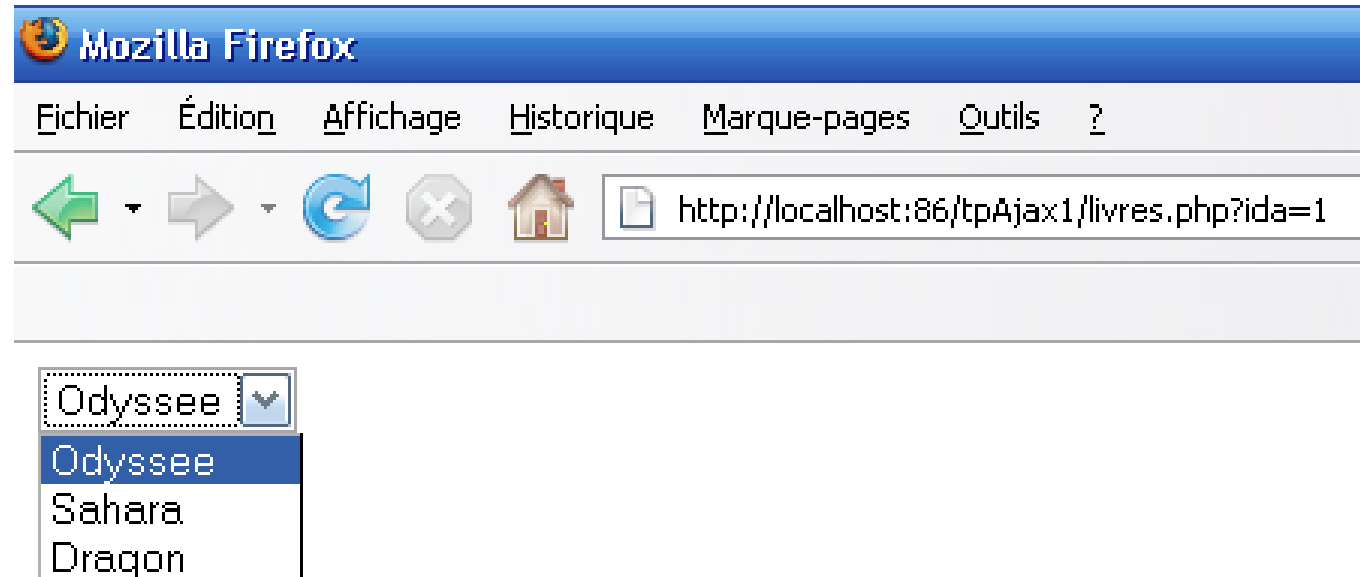 Mozilla Firefox
Fichier Édition Affichage Historique Marque-pages Outils ?
http://localhost:86/tpAjax1/livres.php?ida=1
Odyssee
Odyssee
Sahara
Dragon